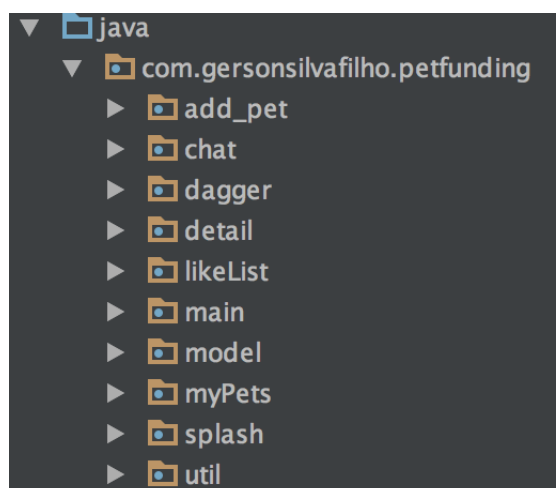 java
com.gersonsilvafilho.petfunding
add_pet
chat
dagger
detail
likeList
main
model
myPets
splash
util